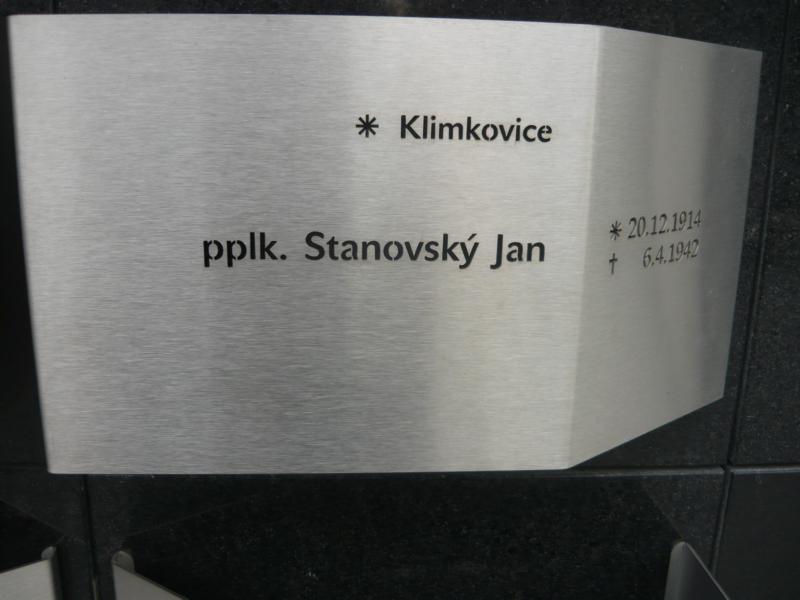 * Klimkovice
pplk. Stanovský Jan
* 20.12.1914
† 6.4.1942